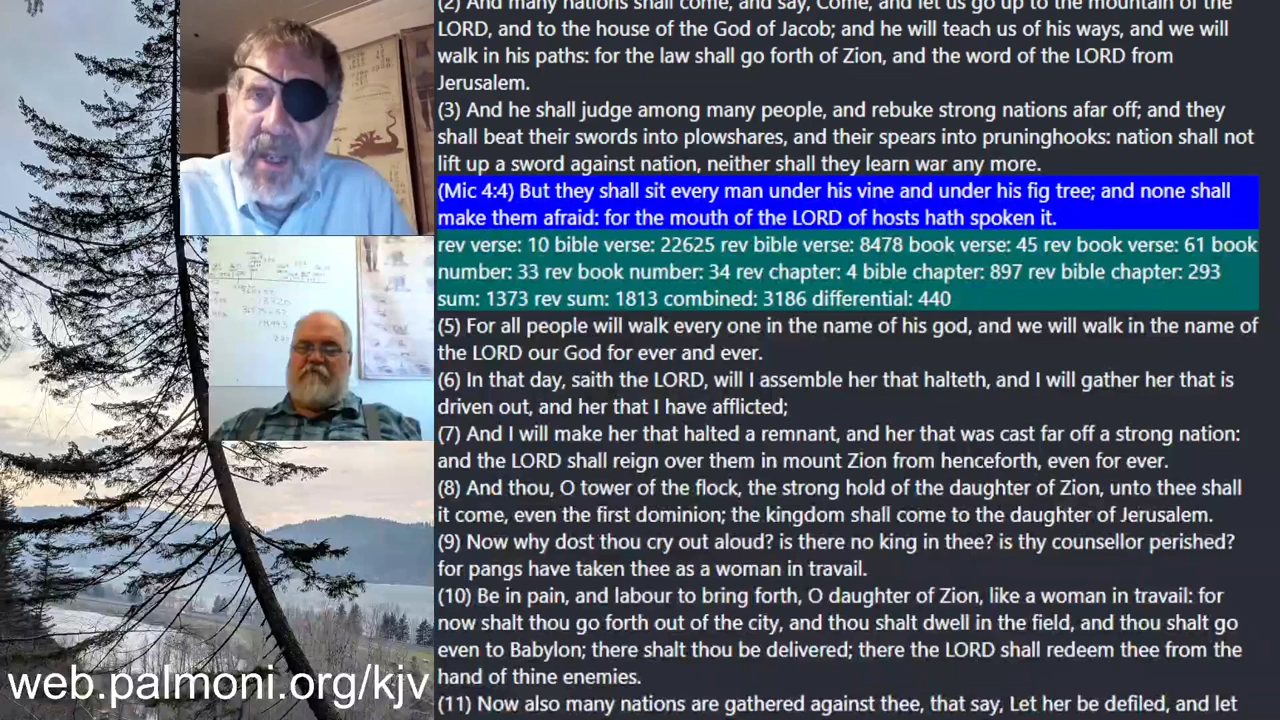 (2) And many nations shall come, and say, Come, and let us go up to the mountain of the
LORD, and to the house of the God of Jacob; and he will teach us of his ways, and we will
walk in his paths: for the law shall go forth of Zion, and the word of the LORD from
Jerusalem.
(3) And he shall judge among many people, and rebuke strong nations afar off; and they
shall beat their swords into plowshares, and their spears into pruninghooks: nation shall not
lift up a sword against nation, neither shall they learn war any more.
(Mic 4:4) But they shall sit every man under his vine and under his fig tree; and none shall
make them afraid: for the mouth of the LORD of hosts hath spoken it.
rev verse: 10 bible verse: 22625 rev bible verse: 8478 book verse: 45 rev book verse: 61 book
number: 33 rev book number: 34 rev chapter: 4 bible chapter: 897 rev bible chapter: 293
sum: 1373 rev sum: 1813 combined: 3186 differential: 440
(5) For all people will walk every one in the name of his god, and we will walk in the name of
the LORD our God for ever and ever.
(6) In that day, saith the LORD, will I assemble her that halteth, and I will gather her that is
driven out, and her that I have afflicted;
(7) And I will make her that halted a remnant, and her that was cast far off a strong nation:
and the LORD shall reign over them in mount Zion from henceforth, even for ever.
(8) And thou, O tower of the flock, the strong hold of the daughter of Zion, unto thee shall
it come, even the first dominion; the kingdom shall come to the daughter of Jerusalem.
(9) Now why dost thou cry out aloud? is there no king in thee? is thy counsellor perished?
for pangs have taken thee as a woman in travail.
(10) Be in pain, and labour to bring forth, O daughter of Zion, like a woman in travail: for
now shalt thou go forth out of the city, and thou shalt dwell in the field, and thou shalt go
even to Babylon; there shalt thou be delivered; there the LORD shall redeem thee from the
hand of thine enemies.
(11) Now also many nations are gathered against thee, that say, Let her be defiled, and let
web.palmoni.org/kjv